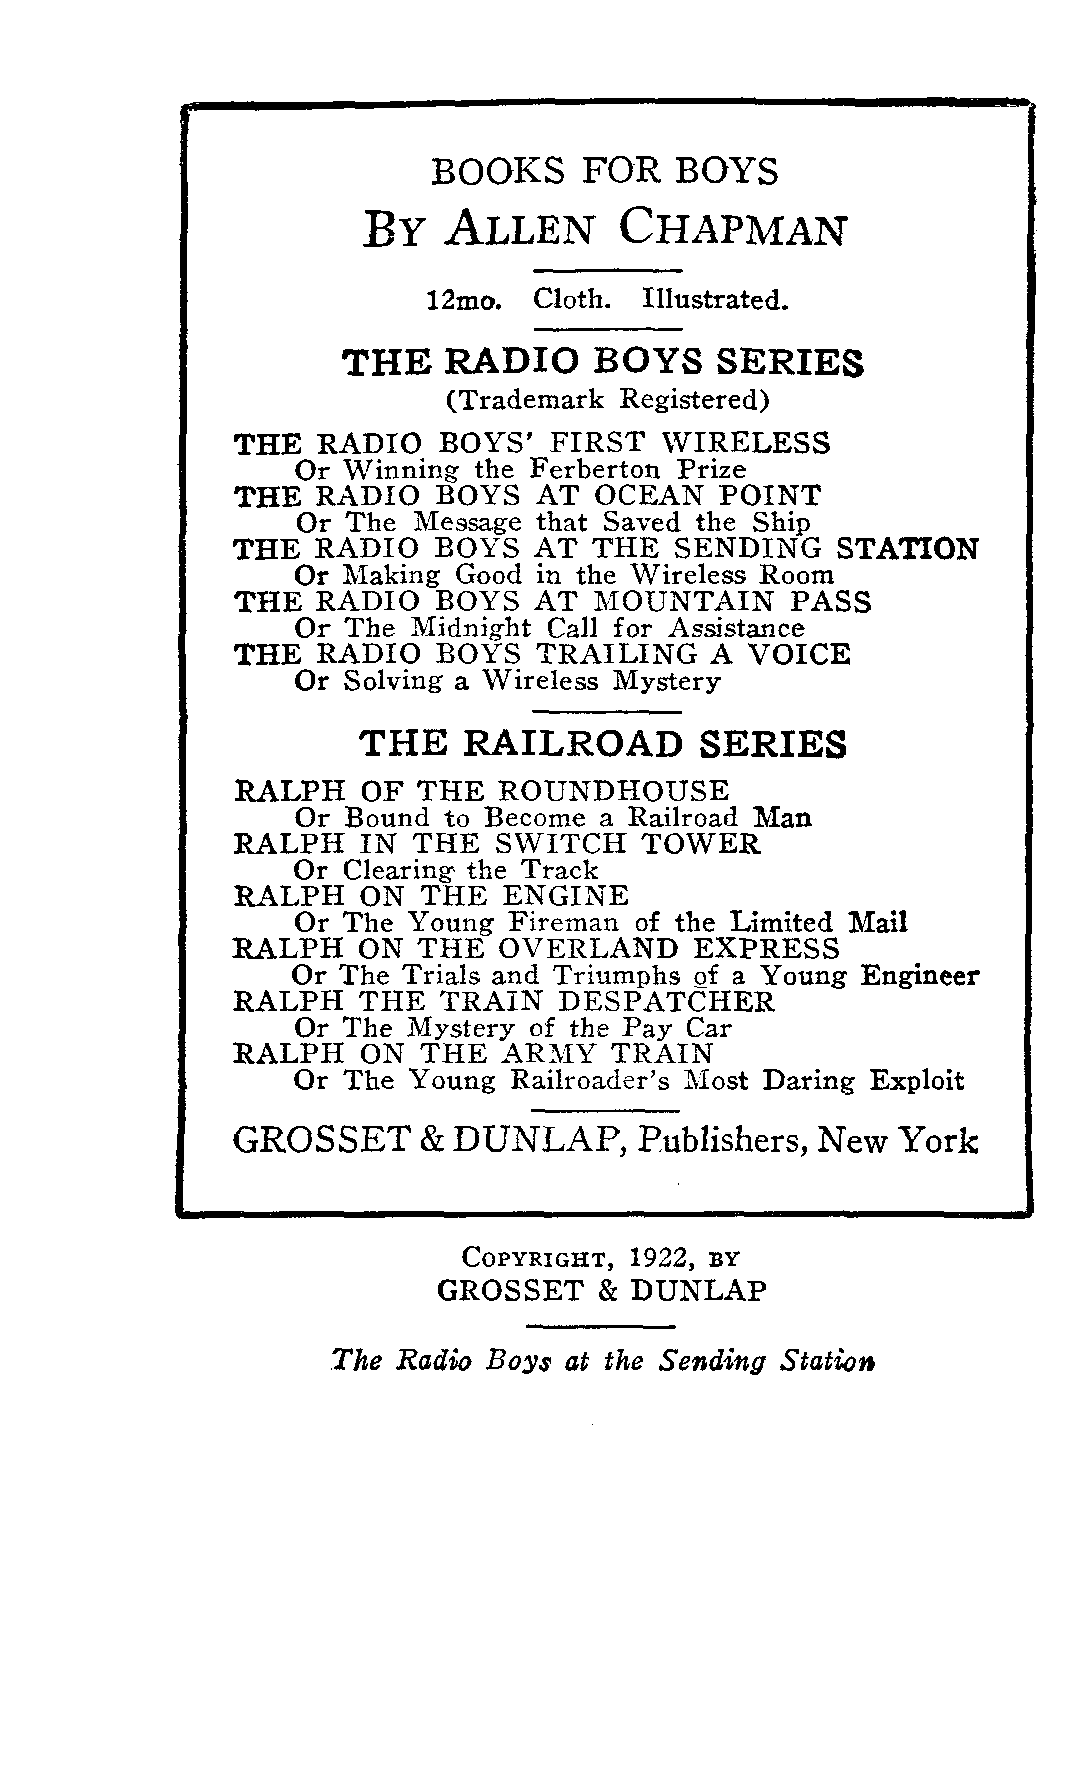 BOOKS FOR BOYS
BY ALLEN CHAPMAN
12mo. Cloth. Illustrated.
THE RADIO BOYS SERIES
(Trademark Registered)
THE RADIO BOYS' FIRST WIRELESS
Or Winning the Ferberton Prize
THE RADIO BOYS AT OCEAN POINT
Or The Message that Saved the Ship
THE RADIO BOYS AT THE SENDING STATION
Or Making Good in the Wireless Room
THE RADIO BOYS AT MOUNTAIN PASS
Or The Midnight Call for Assistance
THE RADIO BOYS TRAILING A VOICE
Or Solving a Wireless Mystery
THE RAILROAD SERIES
RALPH OF THE ROUNDHOUSE
Or Bound to Become a Railroad Man
RALPH IN THE SWITCH TOWER
Or Clearing the Track
RALPH ON THE ENGINE
Or The Young Fireman of the Limited Mail
RALPH ON THE OVERLAND EXPRESS
Or The Trials and Triumphs of a Young Engineer
RALPH THE TRAIN DESPATCHER
Or The Mystery of the Pay Car
RALPH ON THE ARMY TRAIN
Or The Young Railroader's Most Daring Exploit
GROSSET & DUNLAP, Publishers, New York
COPYRIGHT, 1922, BY
GROSSET & DUNLAP
The Radio Boys at the Sending Station